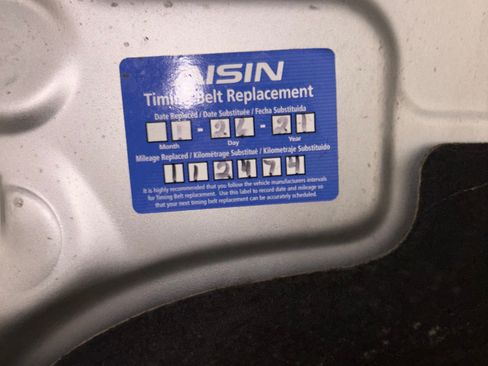 AISIN
Timing Belt Replacement
Date Replaced / Date Substituée / Fecha Substituida
Month Day Year
Mileage Replaced / Kilométrage Substitué / Kilometraje Substituido
112474
It is highly recommended that you follow the vehicle manufacturers intervals
for Timing Belt replacement. Use this label to record date and mileage so
that your next timing belt replacement can be accurately scheduled.